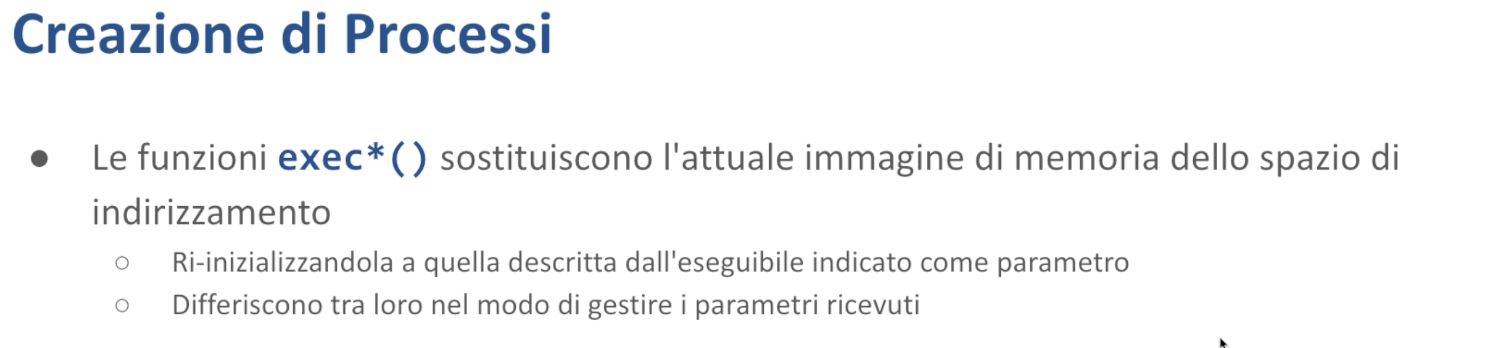 Creazione di Processi
● Le funzioni exec*() sostituiscono l'attuale immagine di memoria dello spazio di
indirizzamento
○ Ri-inizializzandola a quella descritta dall'eseguibile indicato come parametro
○ Differiscono tra loro nel modo di gestire i parametri ricevuti